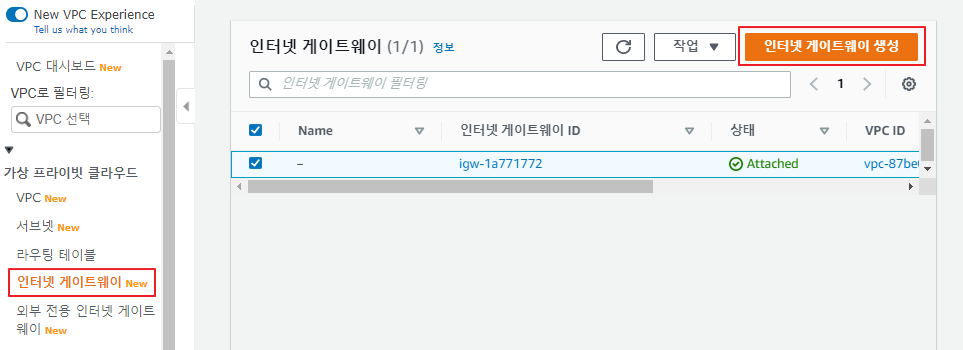 New VPC Experience
Tell us what you think
VPC 대시보드 New
VPC로 필터링:
VPC 선택
가상 프라이빗 클라우드
VPC New
서브넷 New
라우팅 테이블
인터넷 게이트웨이 New
외부 전용 인터넷 게이트
웨이 New
인터넷 게이트웨이 (1/1) 정보
작업
인터넷 게이트웨이 생성
인터넷 게이트웨이 필터링
1
Name
인터넷 게이트웨이 ID
상태
VPC ID
–
igw-1a771772
Attached